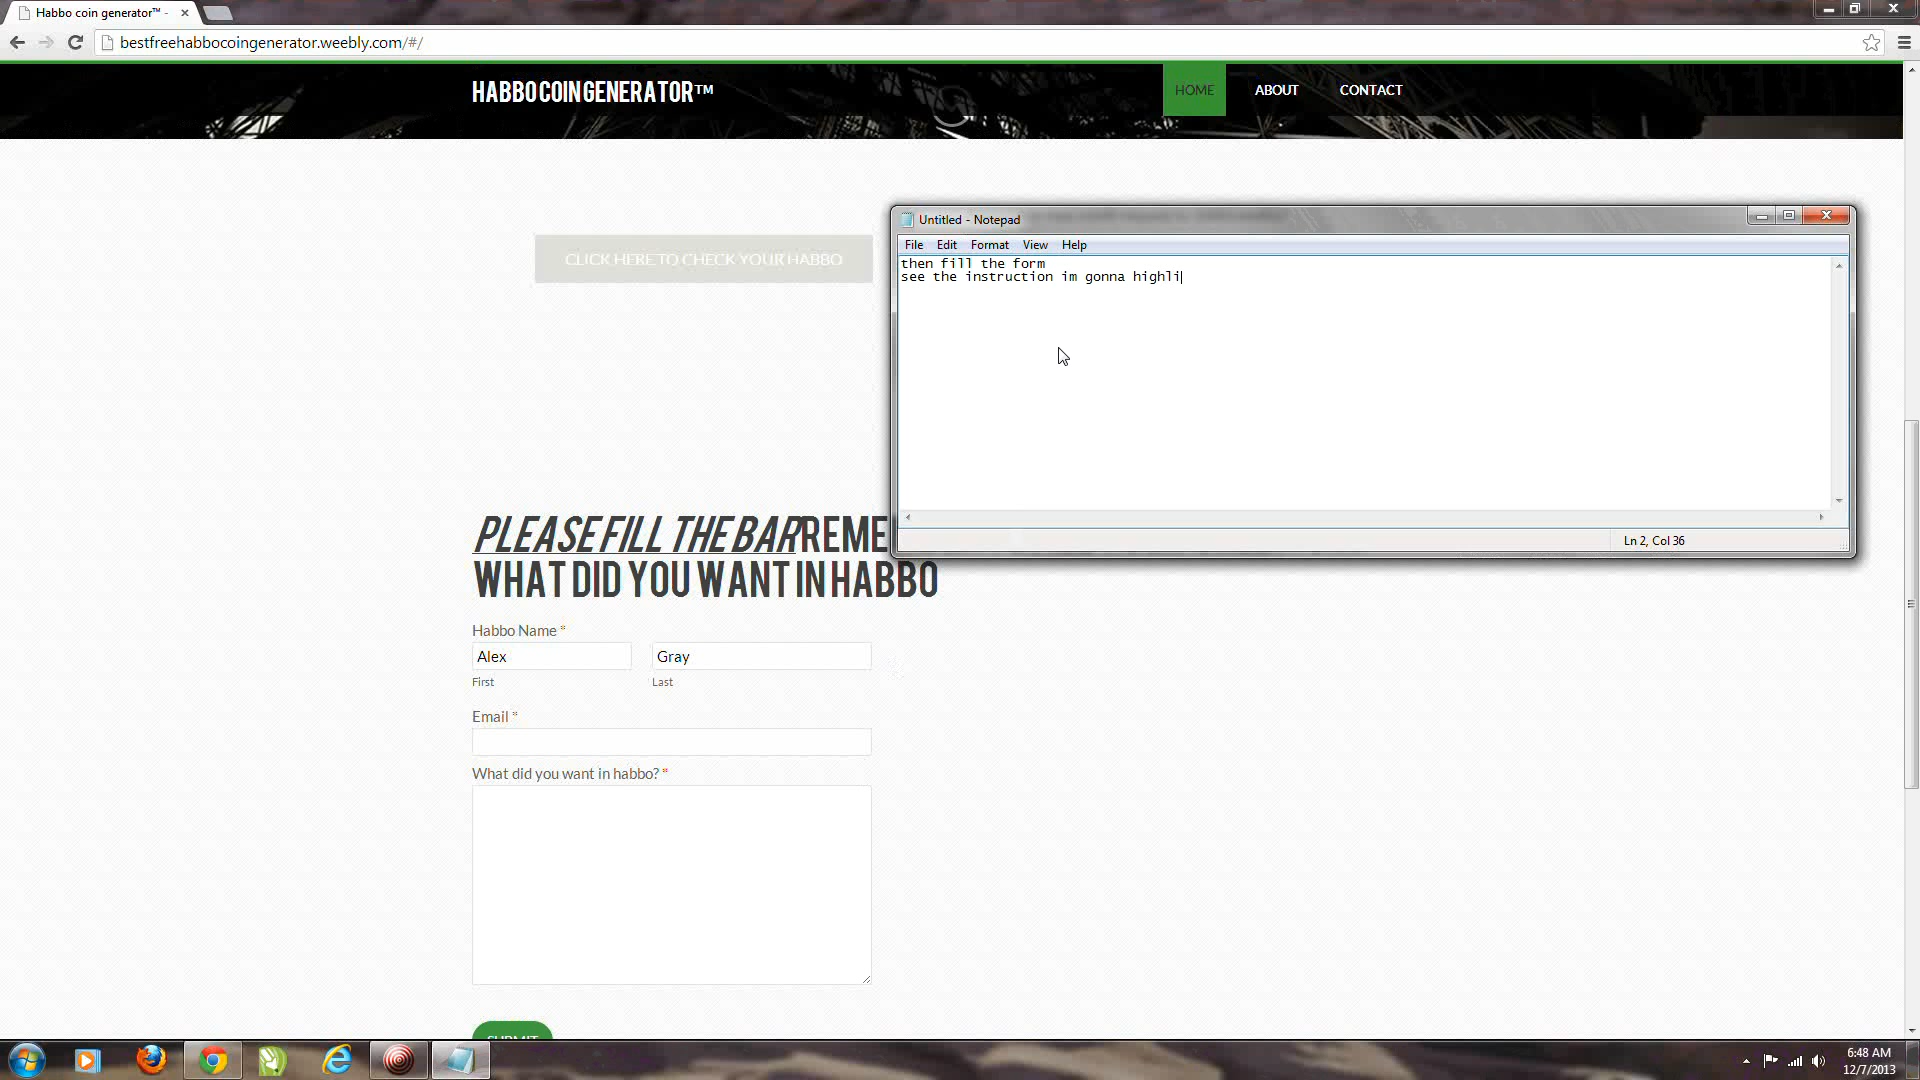 Habbo coin generator™ -
bestfreehabbocoingenerator.weebly.com/#/
HABBO COIN GENERATOR™
HOME
ABOUT
CONTACT
CLICK HERE TO CHECK YOUR HABBO
Untitled - Notepad
File Edit Format View Help
then fill the form
see the instruction im gonna highli
Ln 2, Col 36
PLEASE FILL THE BAR REME
WHAT DID YOU WANT IN HABBO
Habbo Name *
Alex
Gray
First
Last
Email *
What did you want in habbo? *
SUBMIT
6:48 AM
12/7/2013